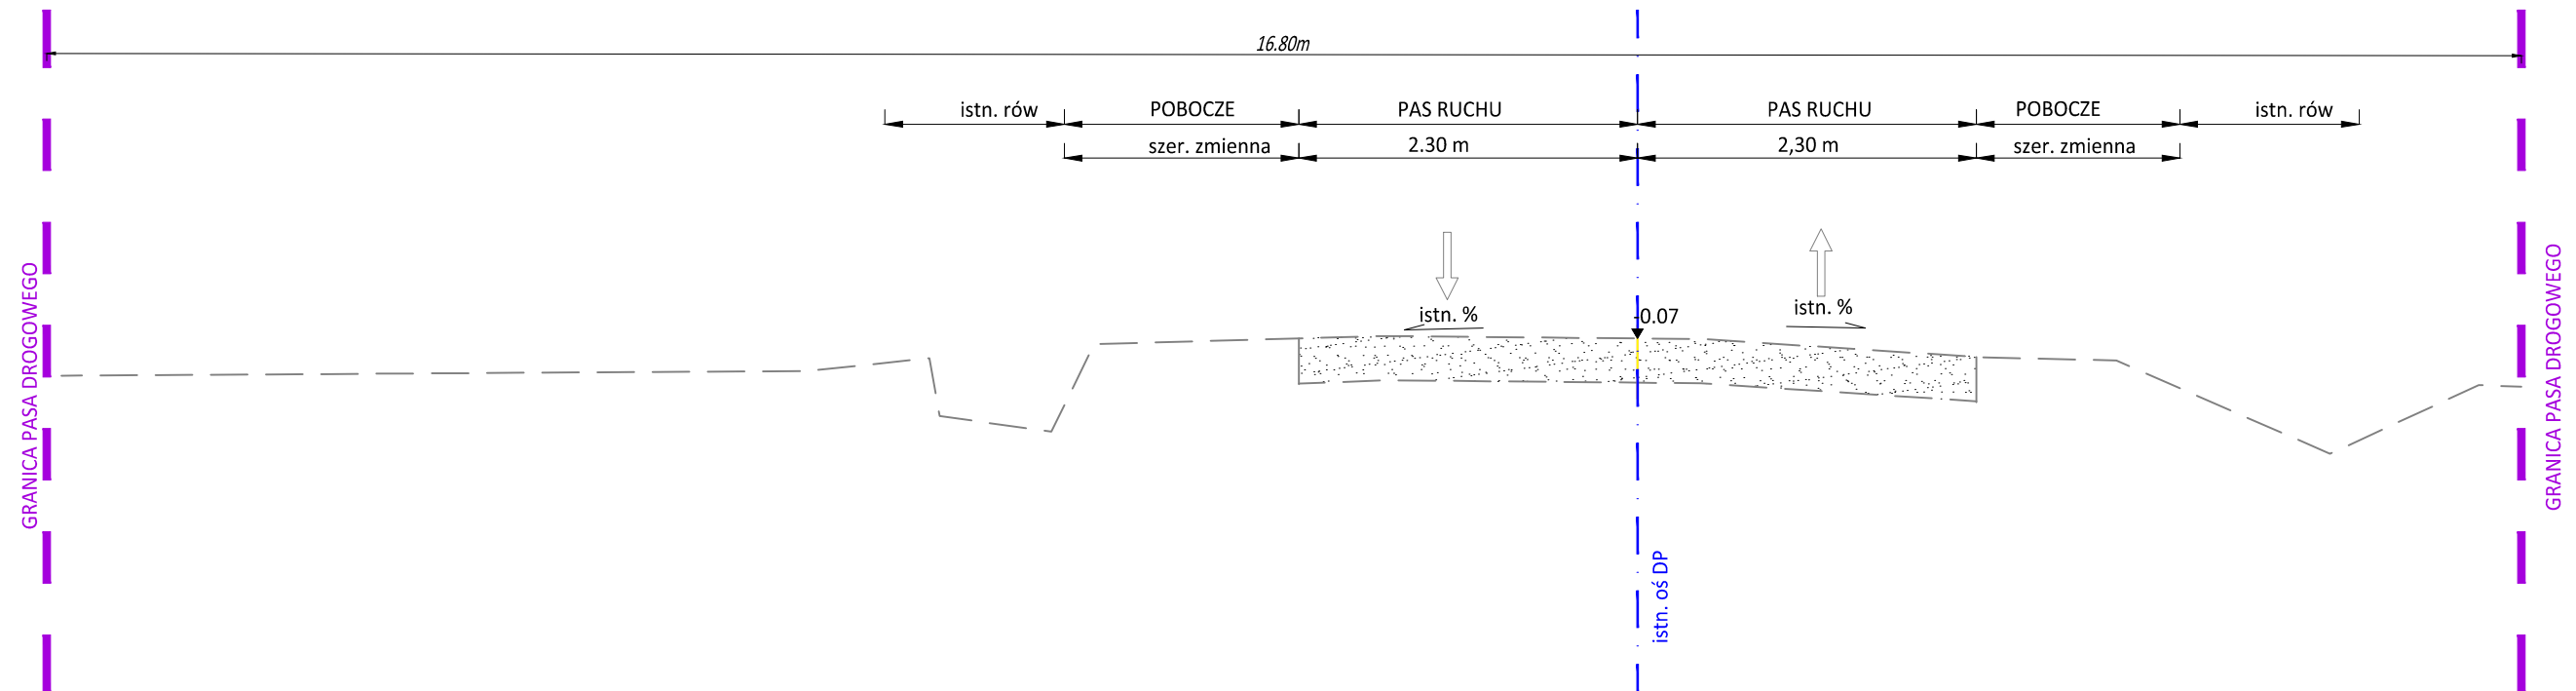 16.80m
istn. rów
POBOCZE
PAS RUCHU
PAS RUCHU
POBOCZE
istn. rów
szer. zmienna
2.30 m
2,30 m
szer. zmienna
istn. %
istn. %
-0.07
GRANICA PASA DROGOWEGO
GRANICA PASA DROGOWEGO
istn. oś DP